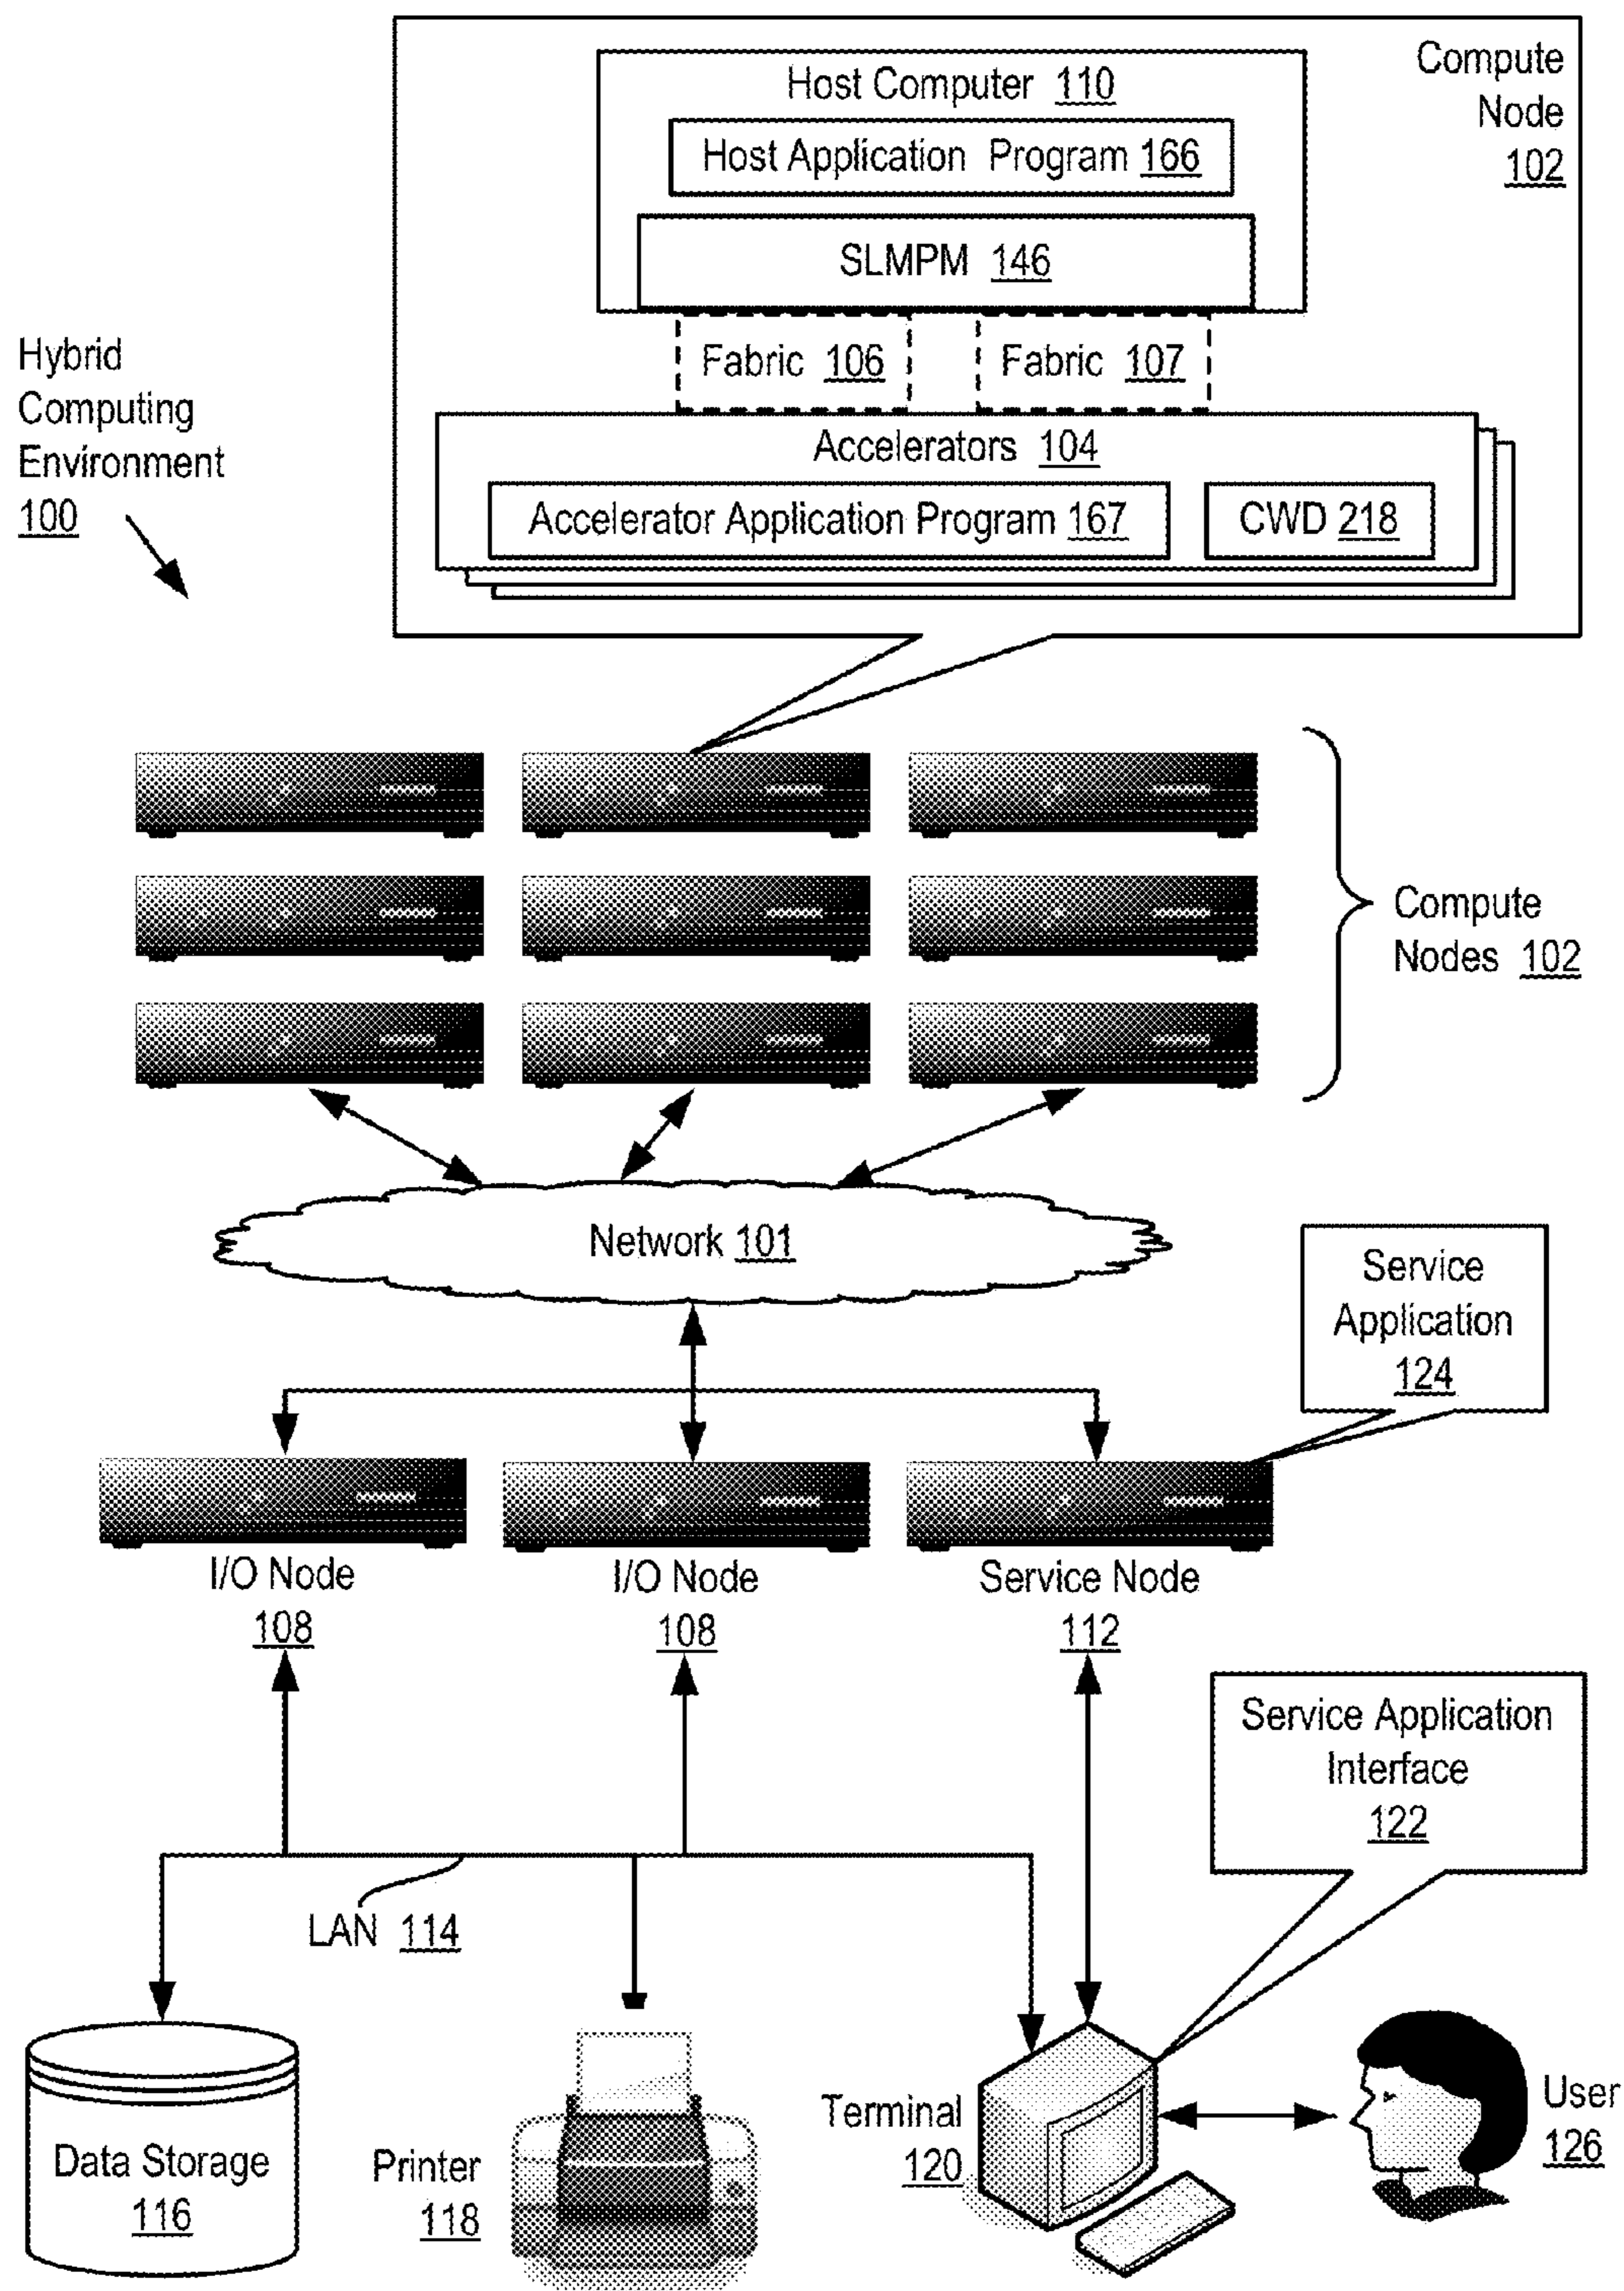 Compute
Node
102
Host Computer 110
Host Application Program 166
SLMPM 146
Fabric 106
Fabric 107
Accelerators 104
Accelerator Application Program 167
CWD 218
Hybrid
Computing
Environment
100
Compute
Nodes 102
Network 101
Service
Application
124
I/O Node
108
I/O Node
108
Service Node
112
Service Application
Interface
122
LAN 114
Data Storage
116
Printer
118
Terminal
120
User
126